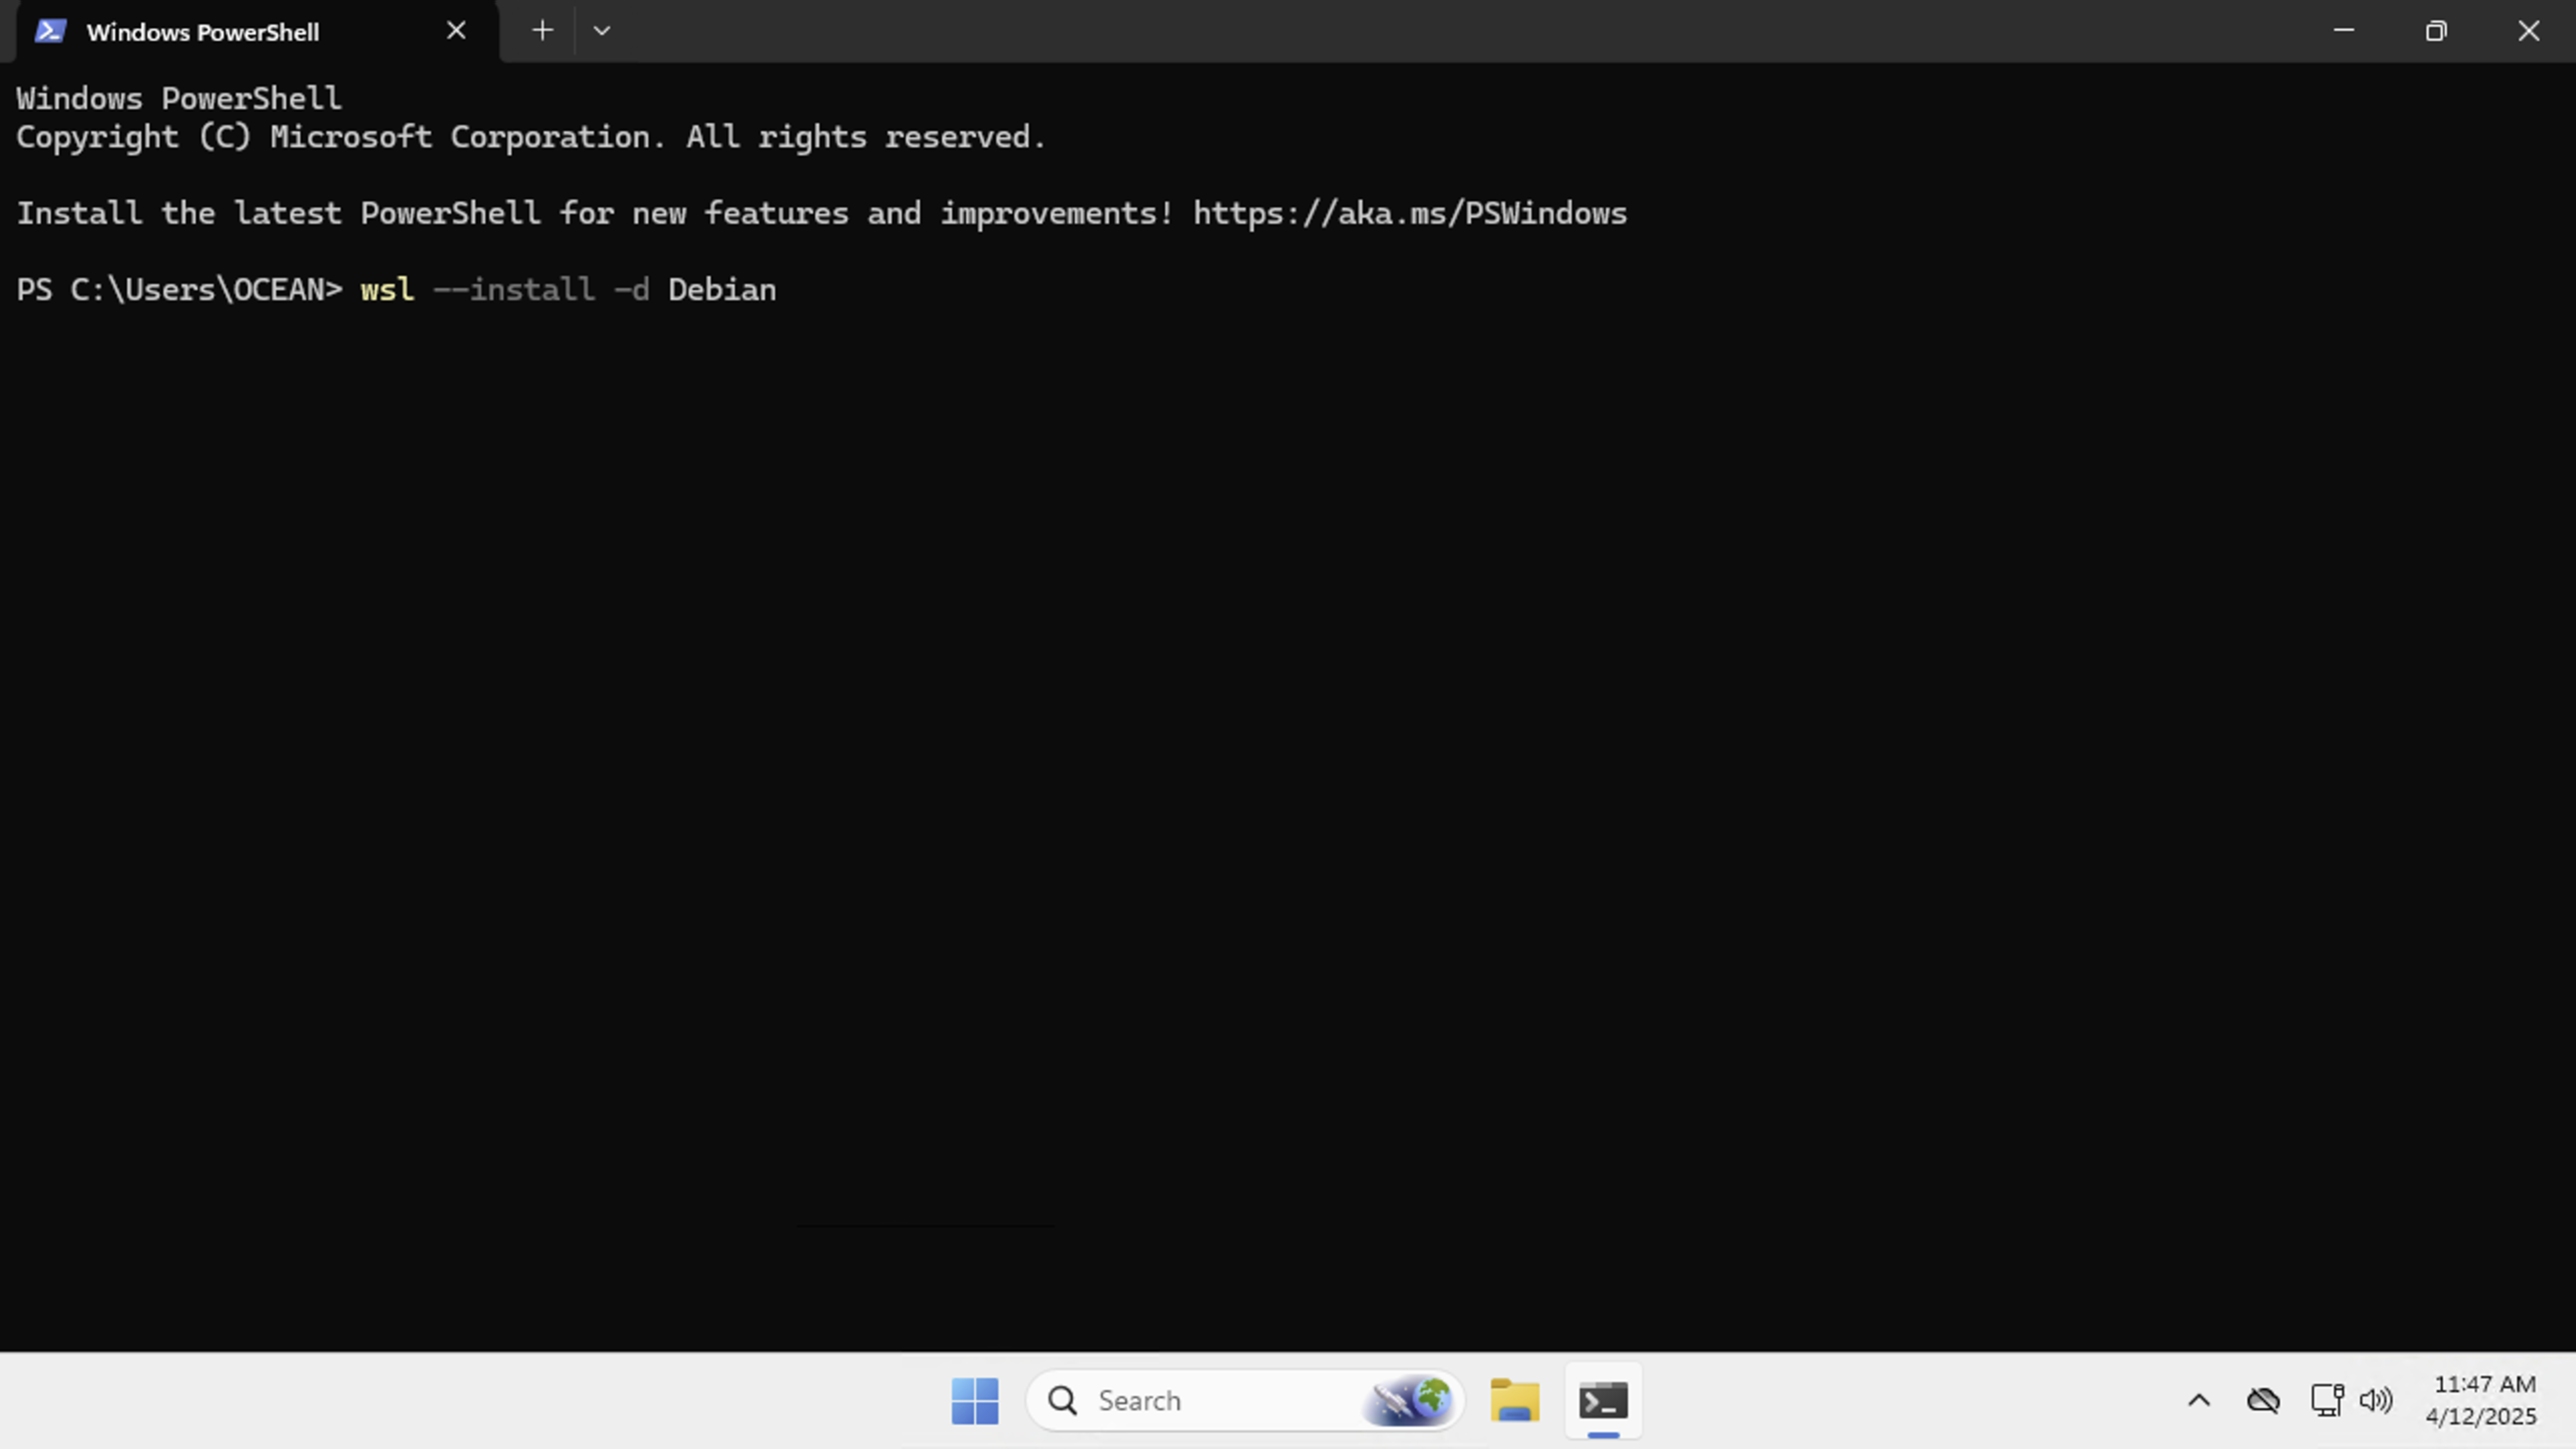 Windows PowerShell
Windows PowerShell
Copyright (C) Microsoft Corporation. All rights reserved.
Install the latest PowerShell for new features and improvements! https://aka.ms/PSWindows
PS C:\Users\OCEAN> wsl --install -d Debian
Search
11:47 AM
4/12/2025